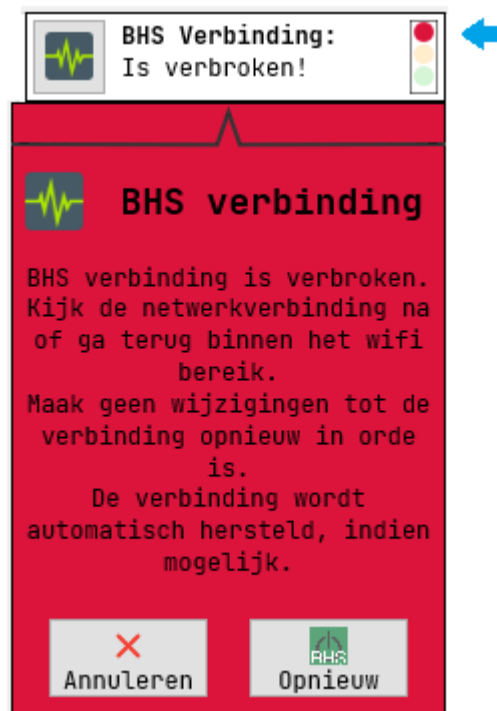 BHS Verbinding:
Is verbroken!
BHS verbinding
BHS verbinding is verbroken.
Kijk de netwerkverbinding na
of ga terug binnen het wifi
bereik.
Maak geen wijzigingen tot de
verbinding opnieuw in orde
is.
De verbinding wordt
automatisch hersteld, indien
mogelijk.
BHS
Annuleren
Opnieuw